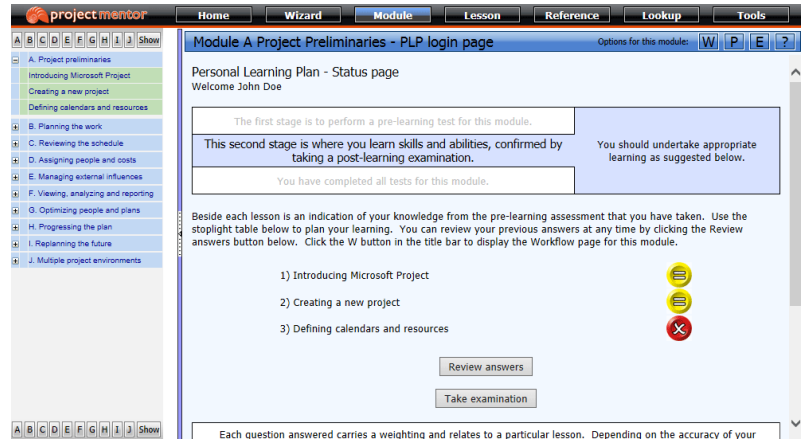 projectmentor
Home Wizard Module Lesson Reference Lookup Tools
A B C D E F G H I J Show
A. Project preliminaries
Introducing Microsoft Project
Creating a new project
Defining calendars and resources
B. Planning the work
C. Reviewing the schedule
D. Assigning people and costs
E. Managing external influences
F. Viewing, analyzing and reporting
G. Optimizing people and plans
H. Progressing the plan
I. Replanning the future
J. Multiple project environments
A B C D E F G H I J Show
Module A Project Preliminaries - PLP login page
Options for this module: W P E ?
Personal Learning Plan - Status page
Welcome John Doe
The first stage is to perform a pre-learning test for this module.
This second stage is where you learn skills and abilities, confirmed by
taking a post-learning examination.
You have completed all tests for this module.
You should undertake appropriate
learning as suggested below.
Beside each lesson is an indication of your knowledge from the pre-learning assessment that you have taken. Use the
stoplight table below to plan your learning. You can review your previous answers at any time by clicking the Review
answers button below. Click the W button in the title bar to display the Workflow page for this module.
1) Introducing Microsoft Project
2) Creating a new project
3) Defining calendars and resources
Review answers
Take examination
Each question answered carries a weighting and relates to a particular lesson. Depending on the accuracy of your